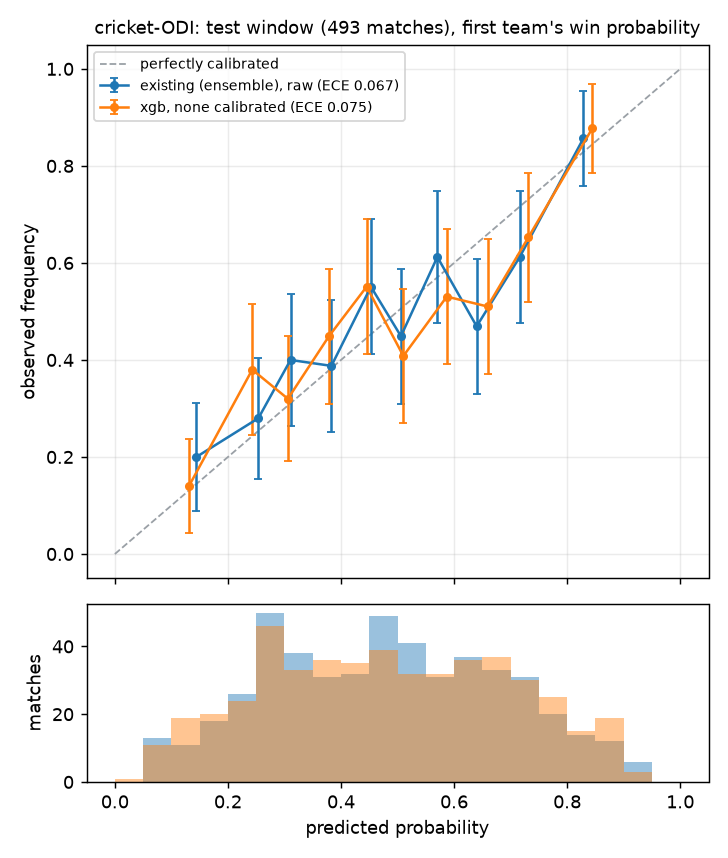 cricket-ODI: test window (493 matches), first team's win probability
perfectly calibrated
existing (ensemble), raw (ECE 0.067)
xgb, none calibrated (ECE 0.075)
1.0
0.8
0.6
0.4
0.2
0.0
observed frequency
40
20
0
matches
0.0 0.2 0.4 0.6 0.8 1.0
predicted probability